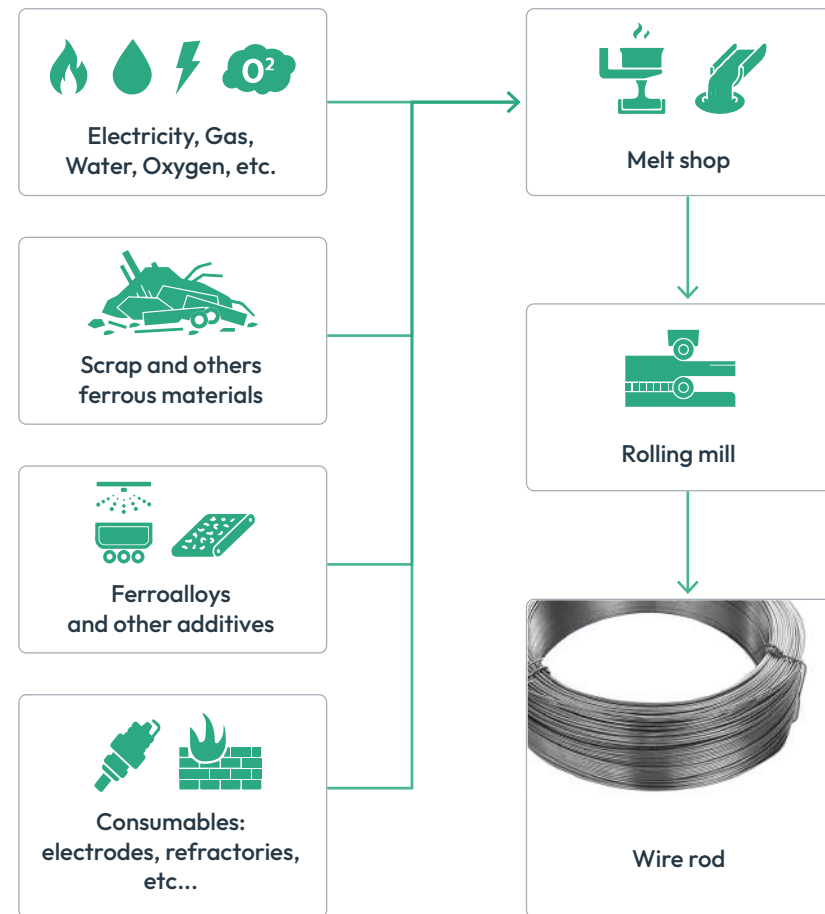 O²
Electricity, Gas,
Water, Oxygen, etc.
Melt shop
Scrap and others
ferrous materials
Rolling mill
Ferroalloys
and other additives
Consumables:
electrodes, refractories,
etc...
Wire rod